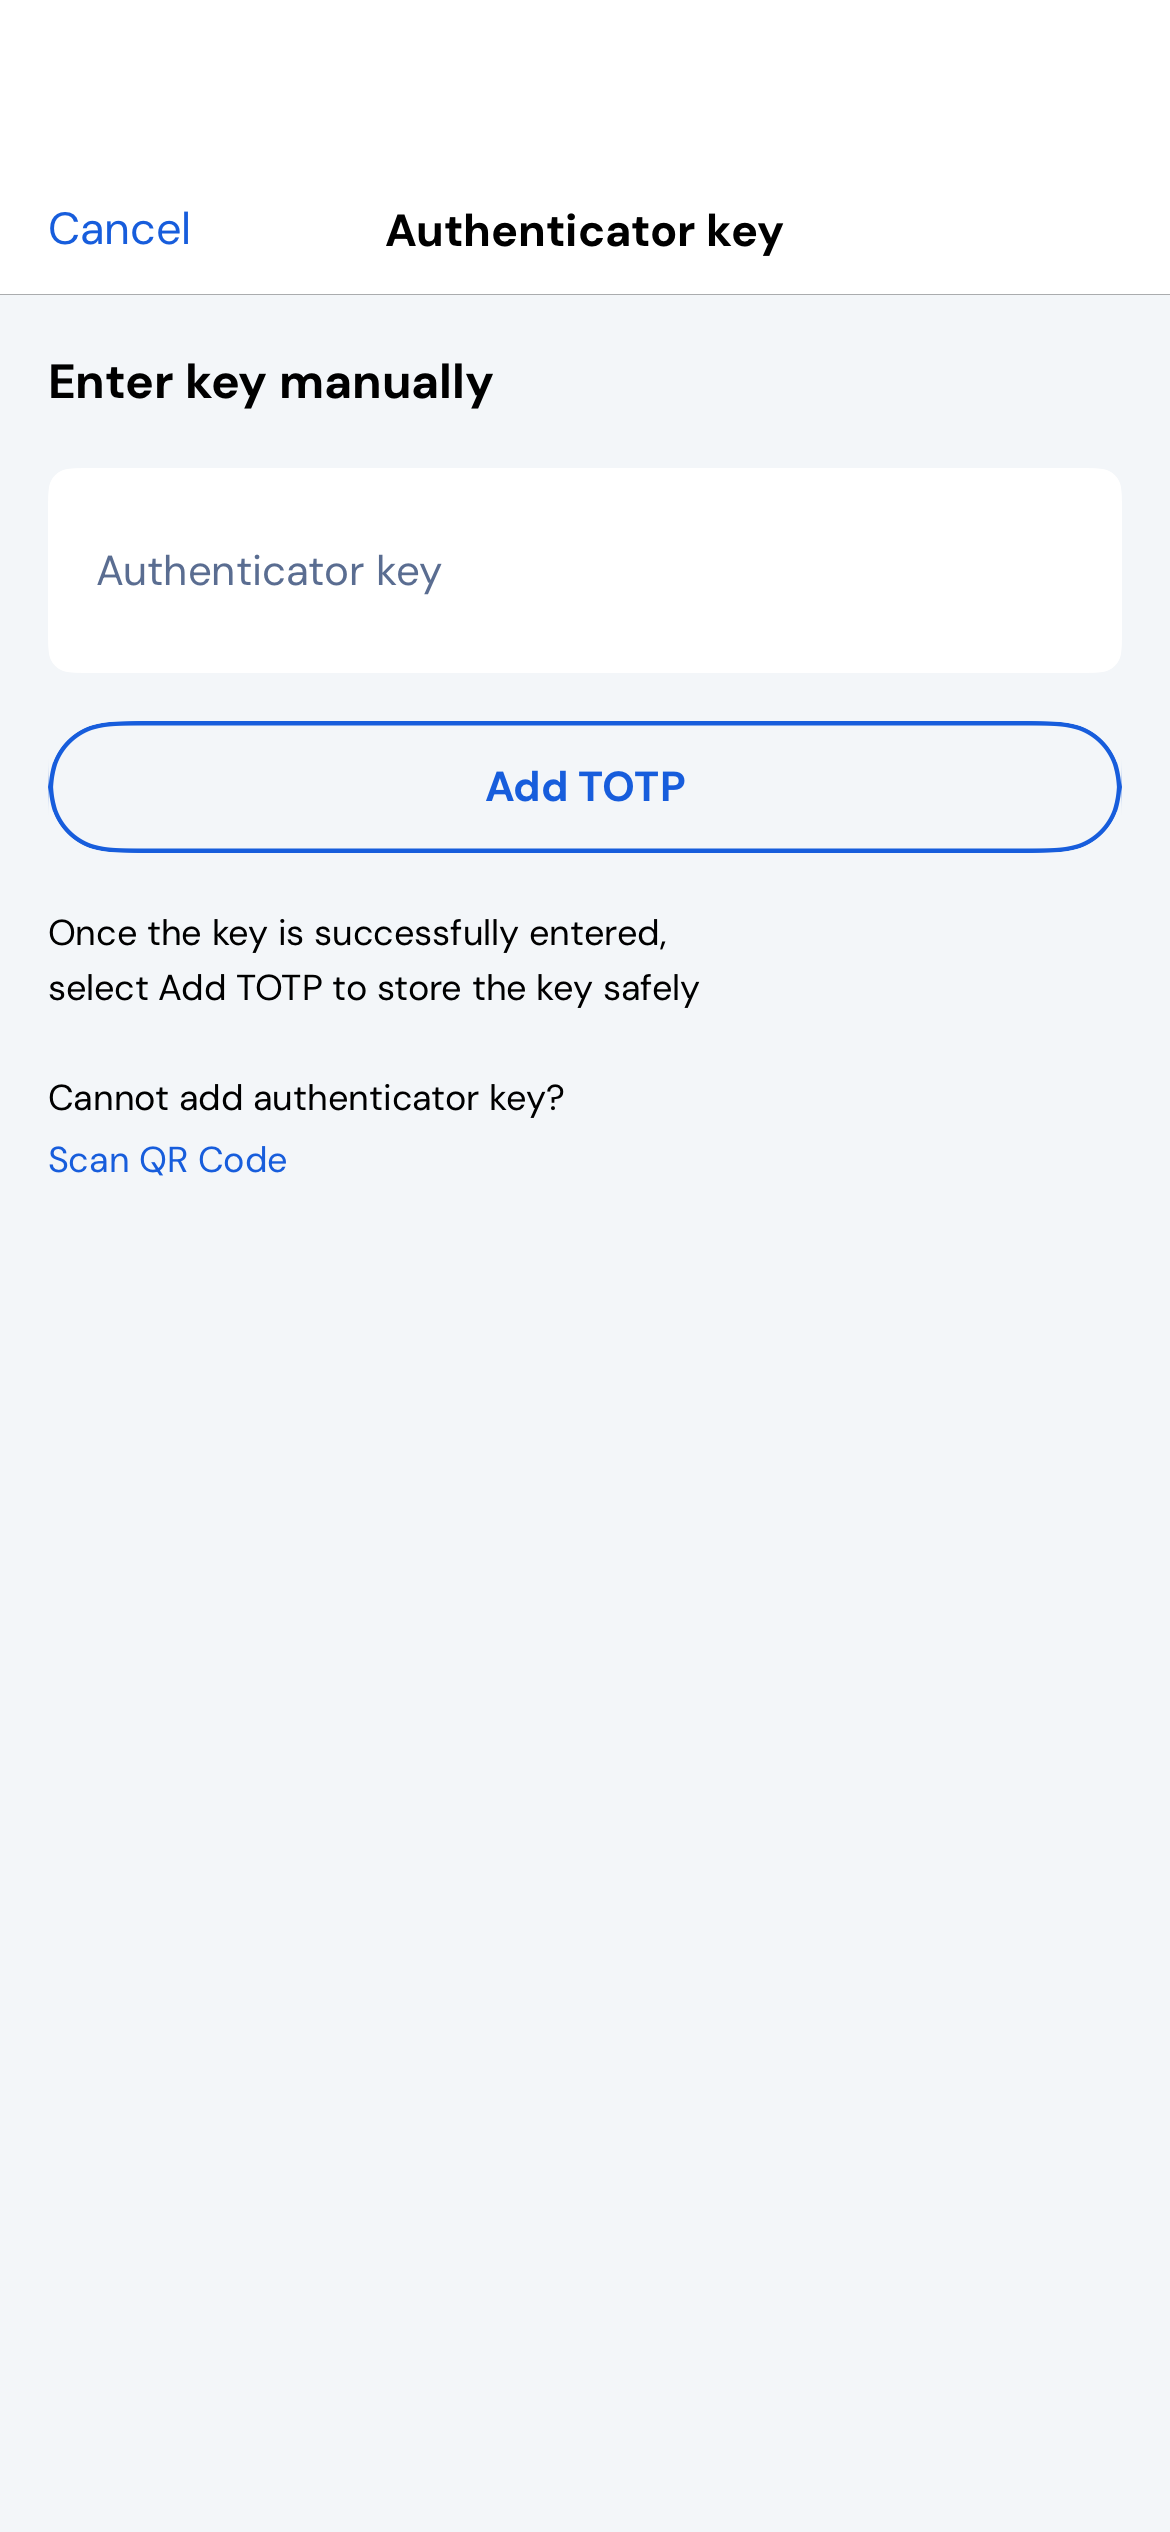 Cancel
Authenticator key
Enter key manually
Authenticator key
Add TOTP
Once the key is successfully entered,
select Add TOTP to store the key safely
Cannot add authenticator key?
Scan QR Code